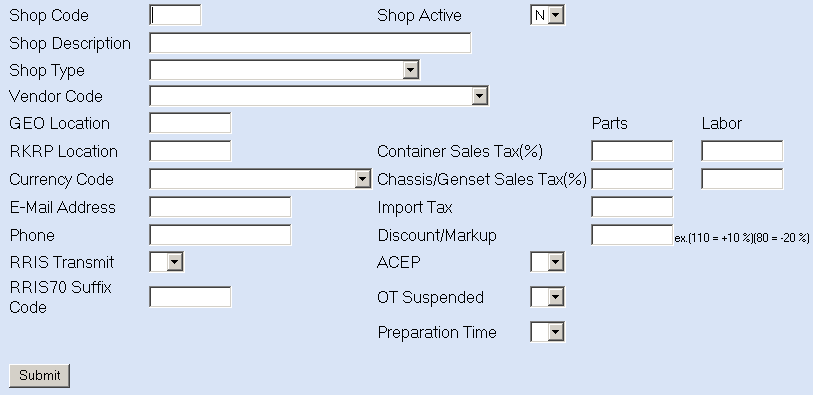 Shop Code Shop Active N
Shop Description
Shop Type
Vendor Code
GEO Location Parts Labor
RKRP Location Container Sales Tax(%)
Currency Code Chassis/Genset Sales Tax(%)
E-Mail Address Import Tax
Phone Discount/Markup ex.(110 = +10 %)(80 = -20 %)
RRIS Transmit ACEP
RRIS70 Suffix
Code
OT Suspended
Preparation Time
Submit